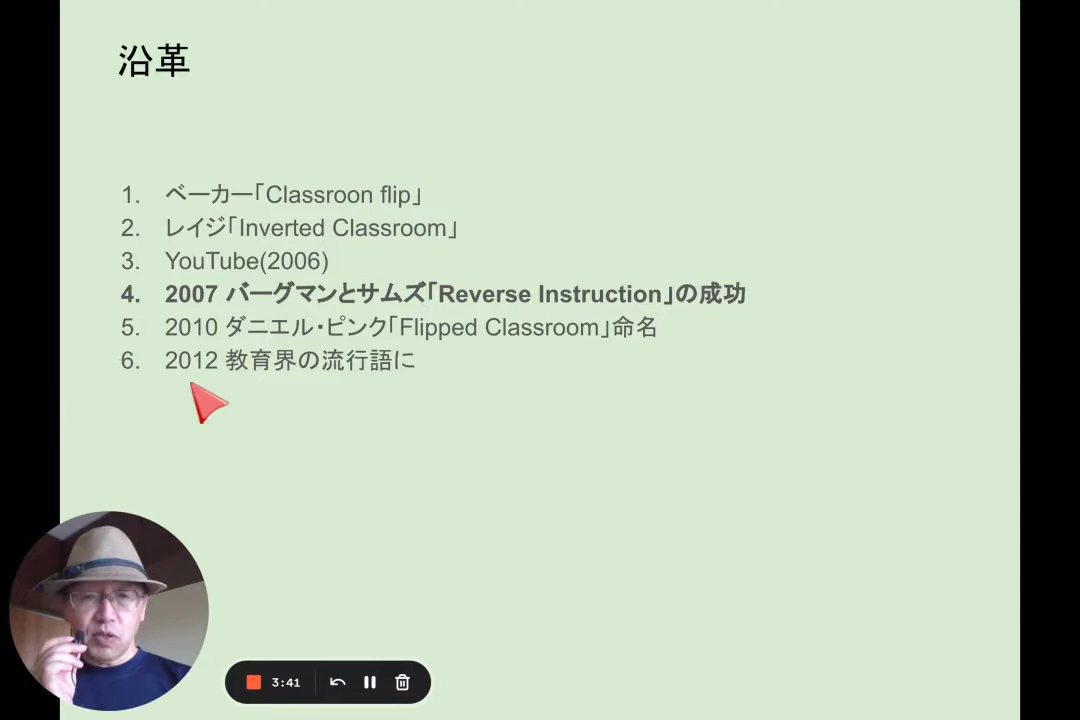 沿革
1. ベーカー「Classroon flip」
2. レイジ「Inverted Classroom」
3. YouTube(2006)
4. 2007 バーグマンとサムズ「Reverse Instruction」の成功
5. 2010 ダニエル・ピンク「Flipped Classroom」命名
6. 2012 教育界の流行語に
3:41